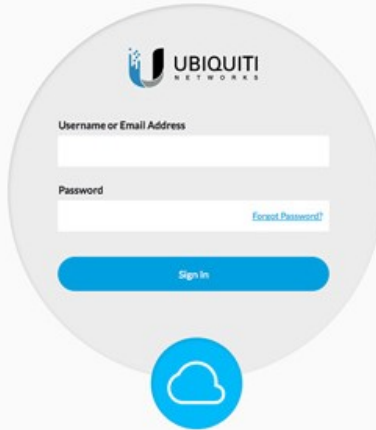 UBIQUITI
NETWORKS
Username or Email Address
Password
Forgot Password?
Sign In